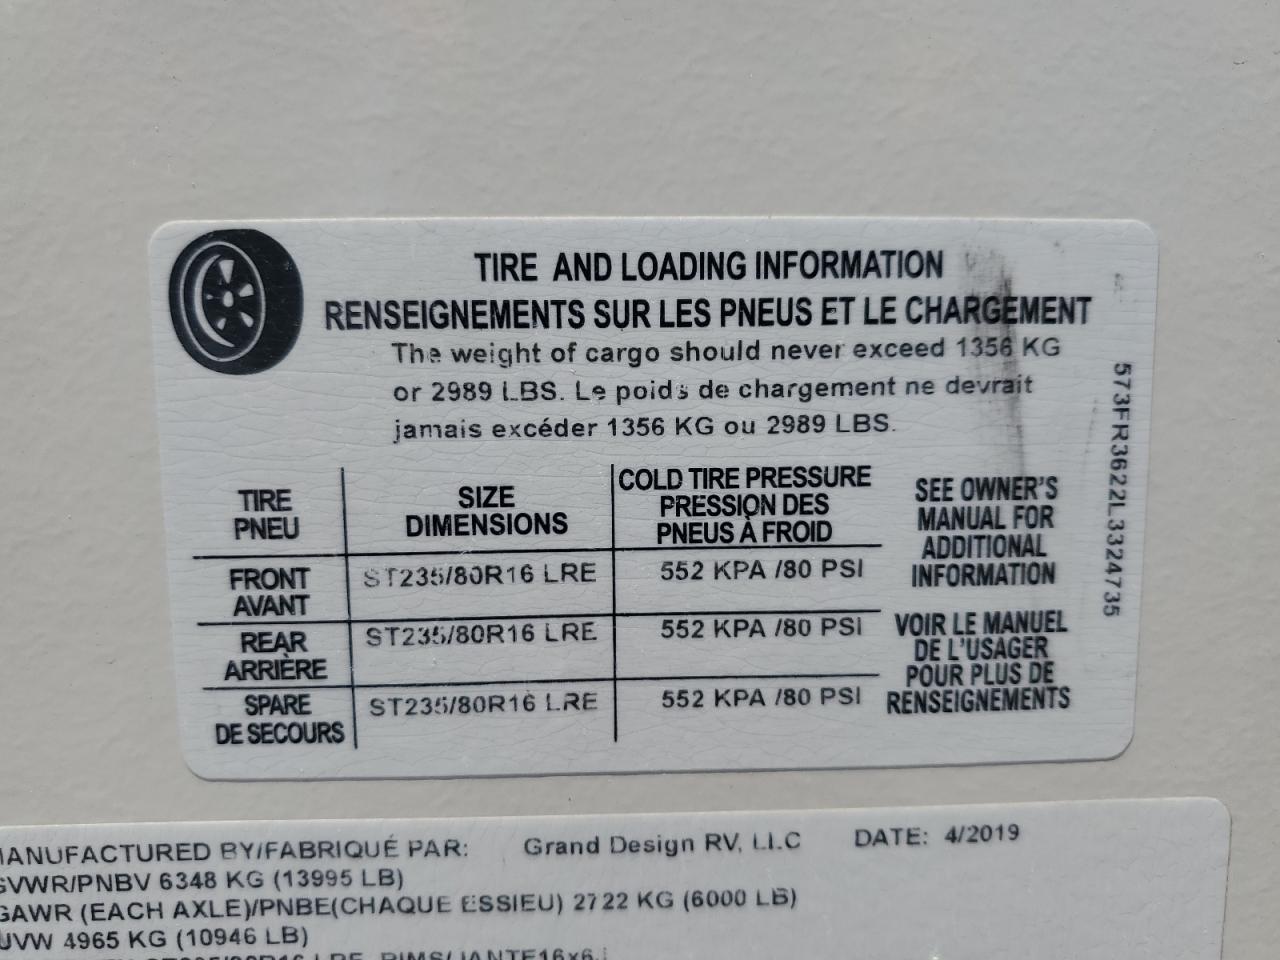 TIRE AND LOADING INFORMATION
RENSEIGNEMENTS SUR LES PNEUS ET LE CHARGEMENT
The weight of cargo should never exceed 1356 KG
or 2989 LBS. Le poids de chargement ne devrait
jamais excéder 1356 KG ou 2989 LBS.
TIRE
PNEU
SIZE
DIMENSIONS
COLD TIRE PRESSURE
PRESSION DES
PNEUS À FROID
SEE OWNER'S
MANUAL FOR
ADDITIONAL
INFORMATION
FRONT
AVANT
ST235/80R16 LRE
552 KPA /80 PSI
REAR
ARRIÈRE
ST235/80R16 LRE
552 KPA /80 PSI
VOIR LE MANUEL
DE L'USAGER
POUR PLUS DE
RENSEIGNEMENTS
SPARE
DE SECOURS
ST235/80R16 LRE
552 KPA /80 PSI
573FR3622L3324735
MANUFACTURED BY/FABRIQUÉ PAR: Grand Design RV, LLC DATE: 4/2019
GVWR/PNBV 6348 KG (13995 LB)
GAWR (EACH AXLE)/PNBE(CHAQUE ESSIEU) 2722 KG (6000 LB)
UVW 4965 KG (10946 LB)
ST235/80R16 LRE RIMS/JANTE16x6.